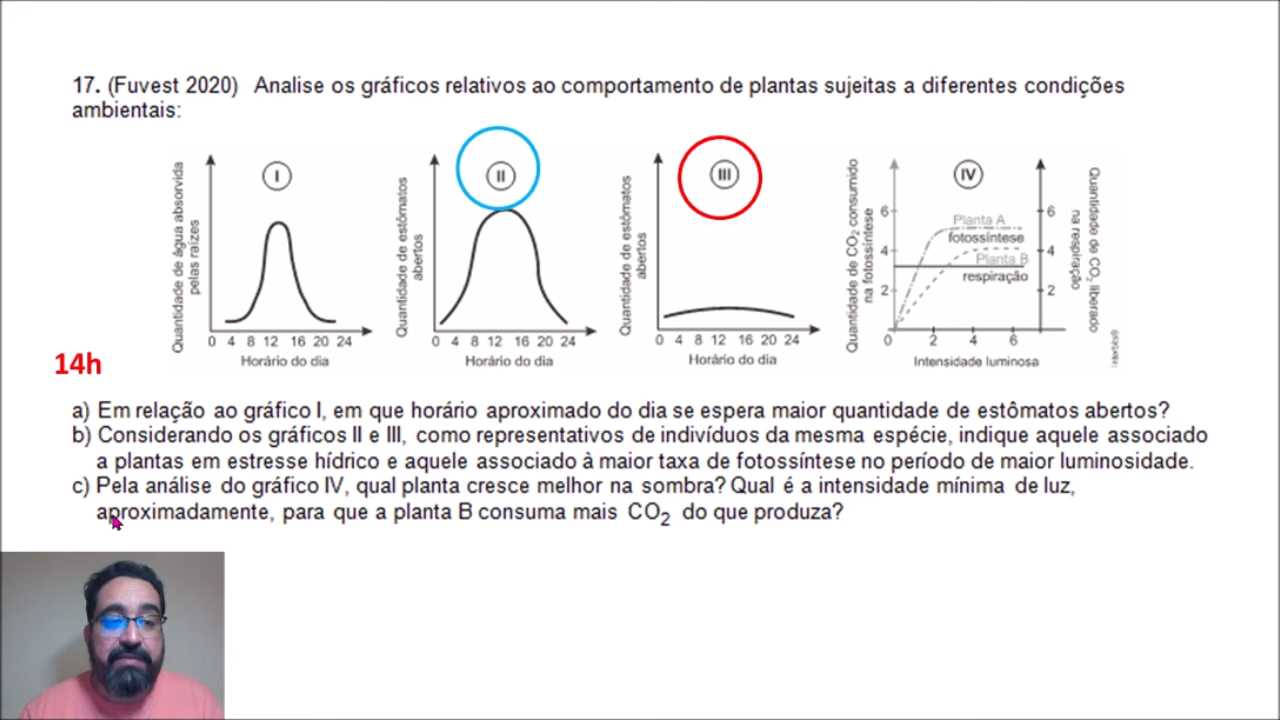 17. (Fuvest 2020) Analise os gráficos relativos ao comportamento de plantas sujeitas a diferentes condições
ambientais:
Quantidade de água absorvida
pelas raízes
I
0 4 8 12 16 20 24
Horário do dia
Quantidade de estômatos
abertos
II
0 4 8 12 16 20 24
Horário do dia
Quantidade de estômatos
abertos
III
0 4 8 12 16 20 24
Horário do dia
Quantidade de CO2 consumido
na fotossíntese
IV
6
4
2
0 2 4 6
Planta A
fotossíntese
Planta B
respiração
6
4
2
Intensidade luminosa
Quantidade de CO2 liberado
na respiração
14h
a) Em relação ao gráfico I, em que horário aproximado do dia se espera maior quantidade de estômatos abertos?
b) Considerando os gráficos II e III, como representativos de indivíduos da mesma espécie, indique aquele associado
a plantas em estresse hídrico e aquele associado à maior taxa de fotossíntese no período de maior luminosidade.
c) Pela análise do gráfico IV, qual planta cresce melhor na sombra? Qual é a intensidade mínima de luz,
aproximadamente, para que a planta B consuma mais CO2 do que produza?